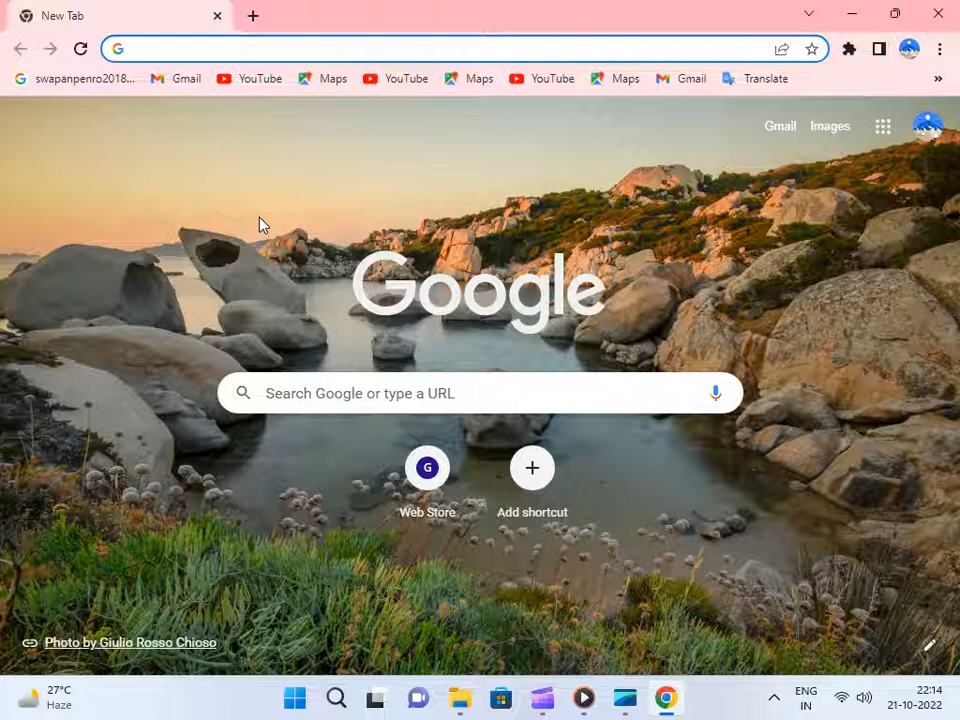 New Tab
swapanpenro2018...
Gmail
YouTube
Maps
YouTube
Maps
YouTube
Maps
Gmail
Translate
Gmail
Images
Google
Search Google or type a URL
G
Web Store
Add shortcut
Photo by Giulio Rosso Chioso
27°C
Haze
ENG
IN
22:14
21-10-2022